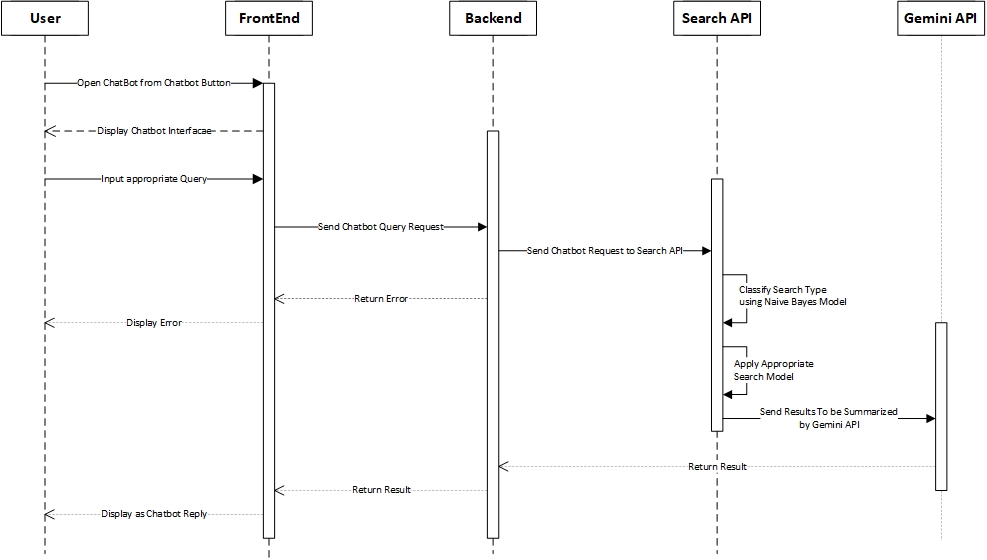 User
FrontEnd
Backend
Search API
Gemini API
Open ChatBot from Chatbot Button
Display Chatbot Interfacae
Input appropriate Query
Send Chatbot Query Request
Send Chatbot Request to Search API
Classify Search Type
using Naive Bayes Model
Return Error
Display Error
Apply Appropriate
Search Model
Send Results To be Summarized
by Gemini API
Return Result
Return Result
Display as Chatbot Reply